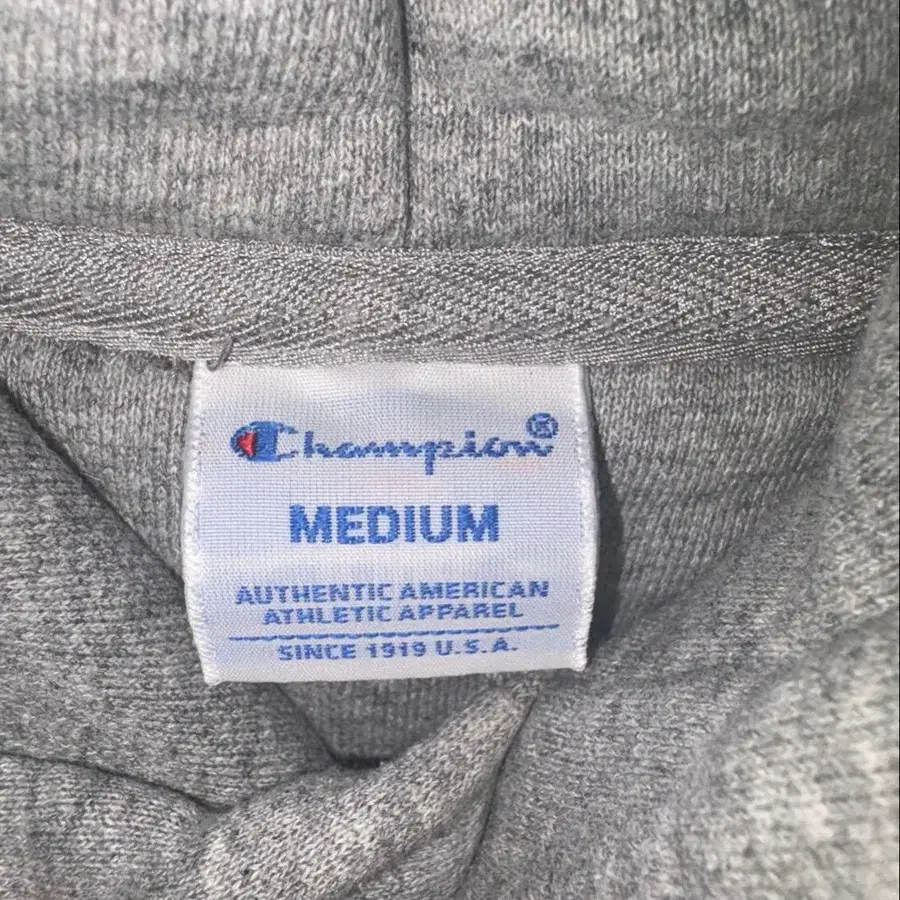 Champion®
MEDIUM
AUTHENTIC AMERICAN
ATHLETIC APPAREL
SINCE 1919 U.S.A.